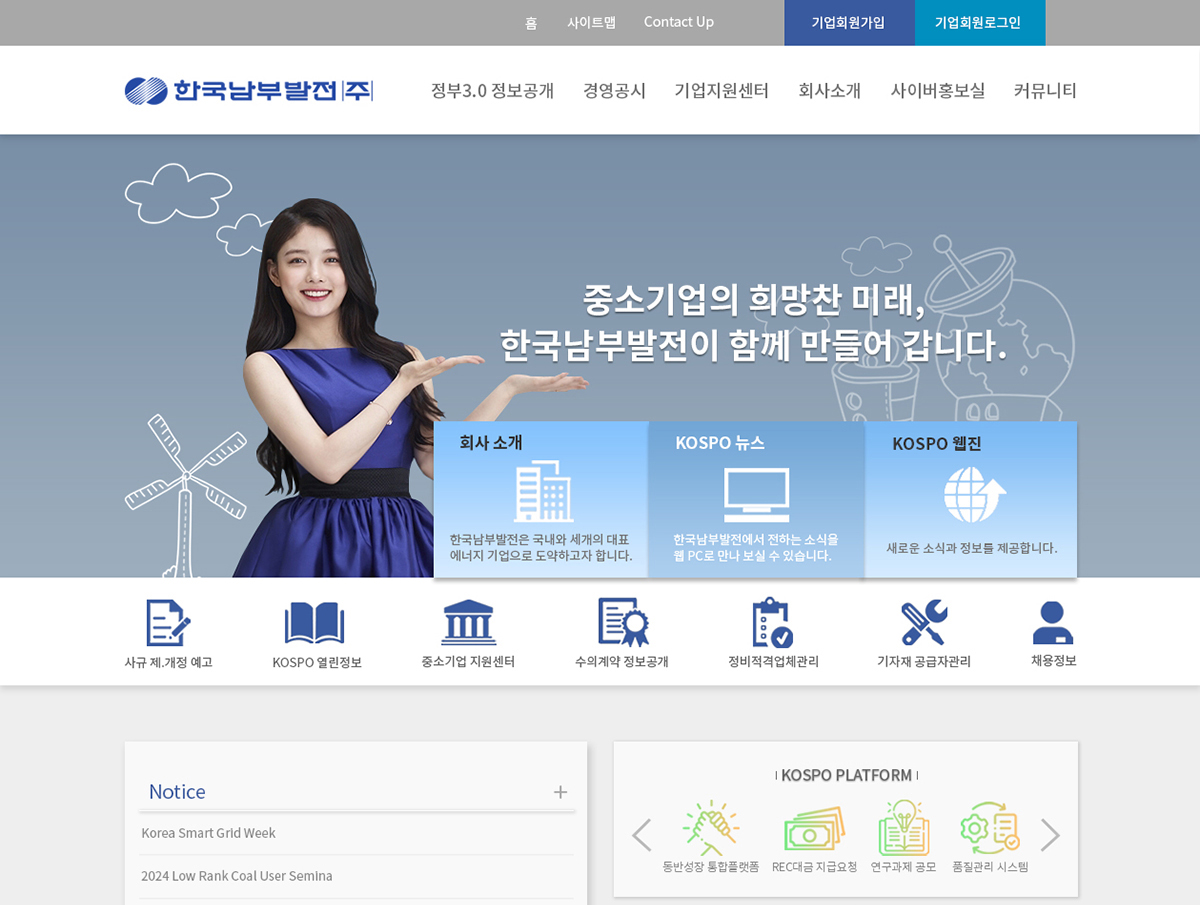 홈 사이트맵 Contact Up 기업회원가입 기업회원로그인
한국남부발전(주) 정부3.0 정보공개 경영공시 기업지원센터 회사소개 사이버홍보실 커뮤니티
중소기업의 희망찬 미래,
한국남부발전이 함께 만들어 갑니다.
회사 소개
한국남부발전은 국내와 세개의 대표
에너지 기업으로 도약하고자 합니다.
KOSPO 뉴스
한국남부발전에서 전하는 소식을
웹 PC로 만나 보실 수 있습니다.
KOSPO 웹진
새로운 소식과 정보를 제공합니다.
사규 제.개정 예고 KOSPO 열린정보 중소기업 지원센터 수의계약 정보공개 정비적격업체관리 기자재 공급자관리 채용정보
Notice +
Korea Smart Grid Week
2024 Low Rank Coal User Semina
KOSPO PLATFORM
동반성장 통합플랫폼 REC대금 지급요청 연구과제 공모 품질관리 시스템